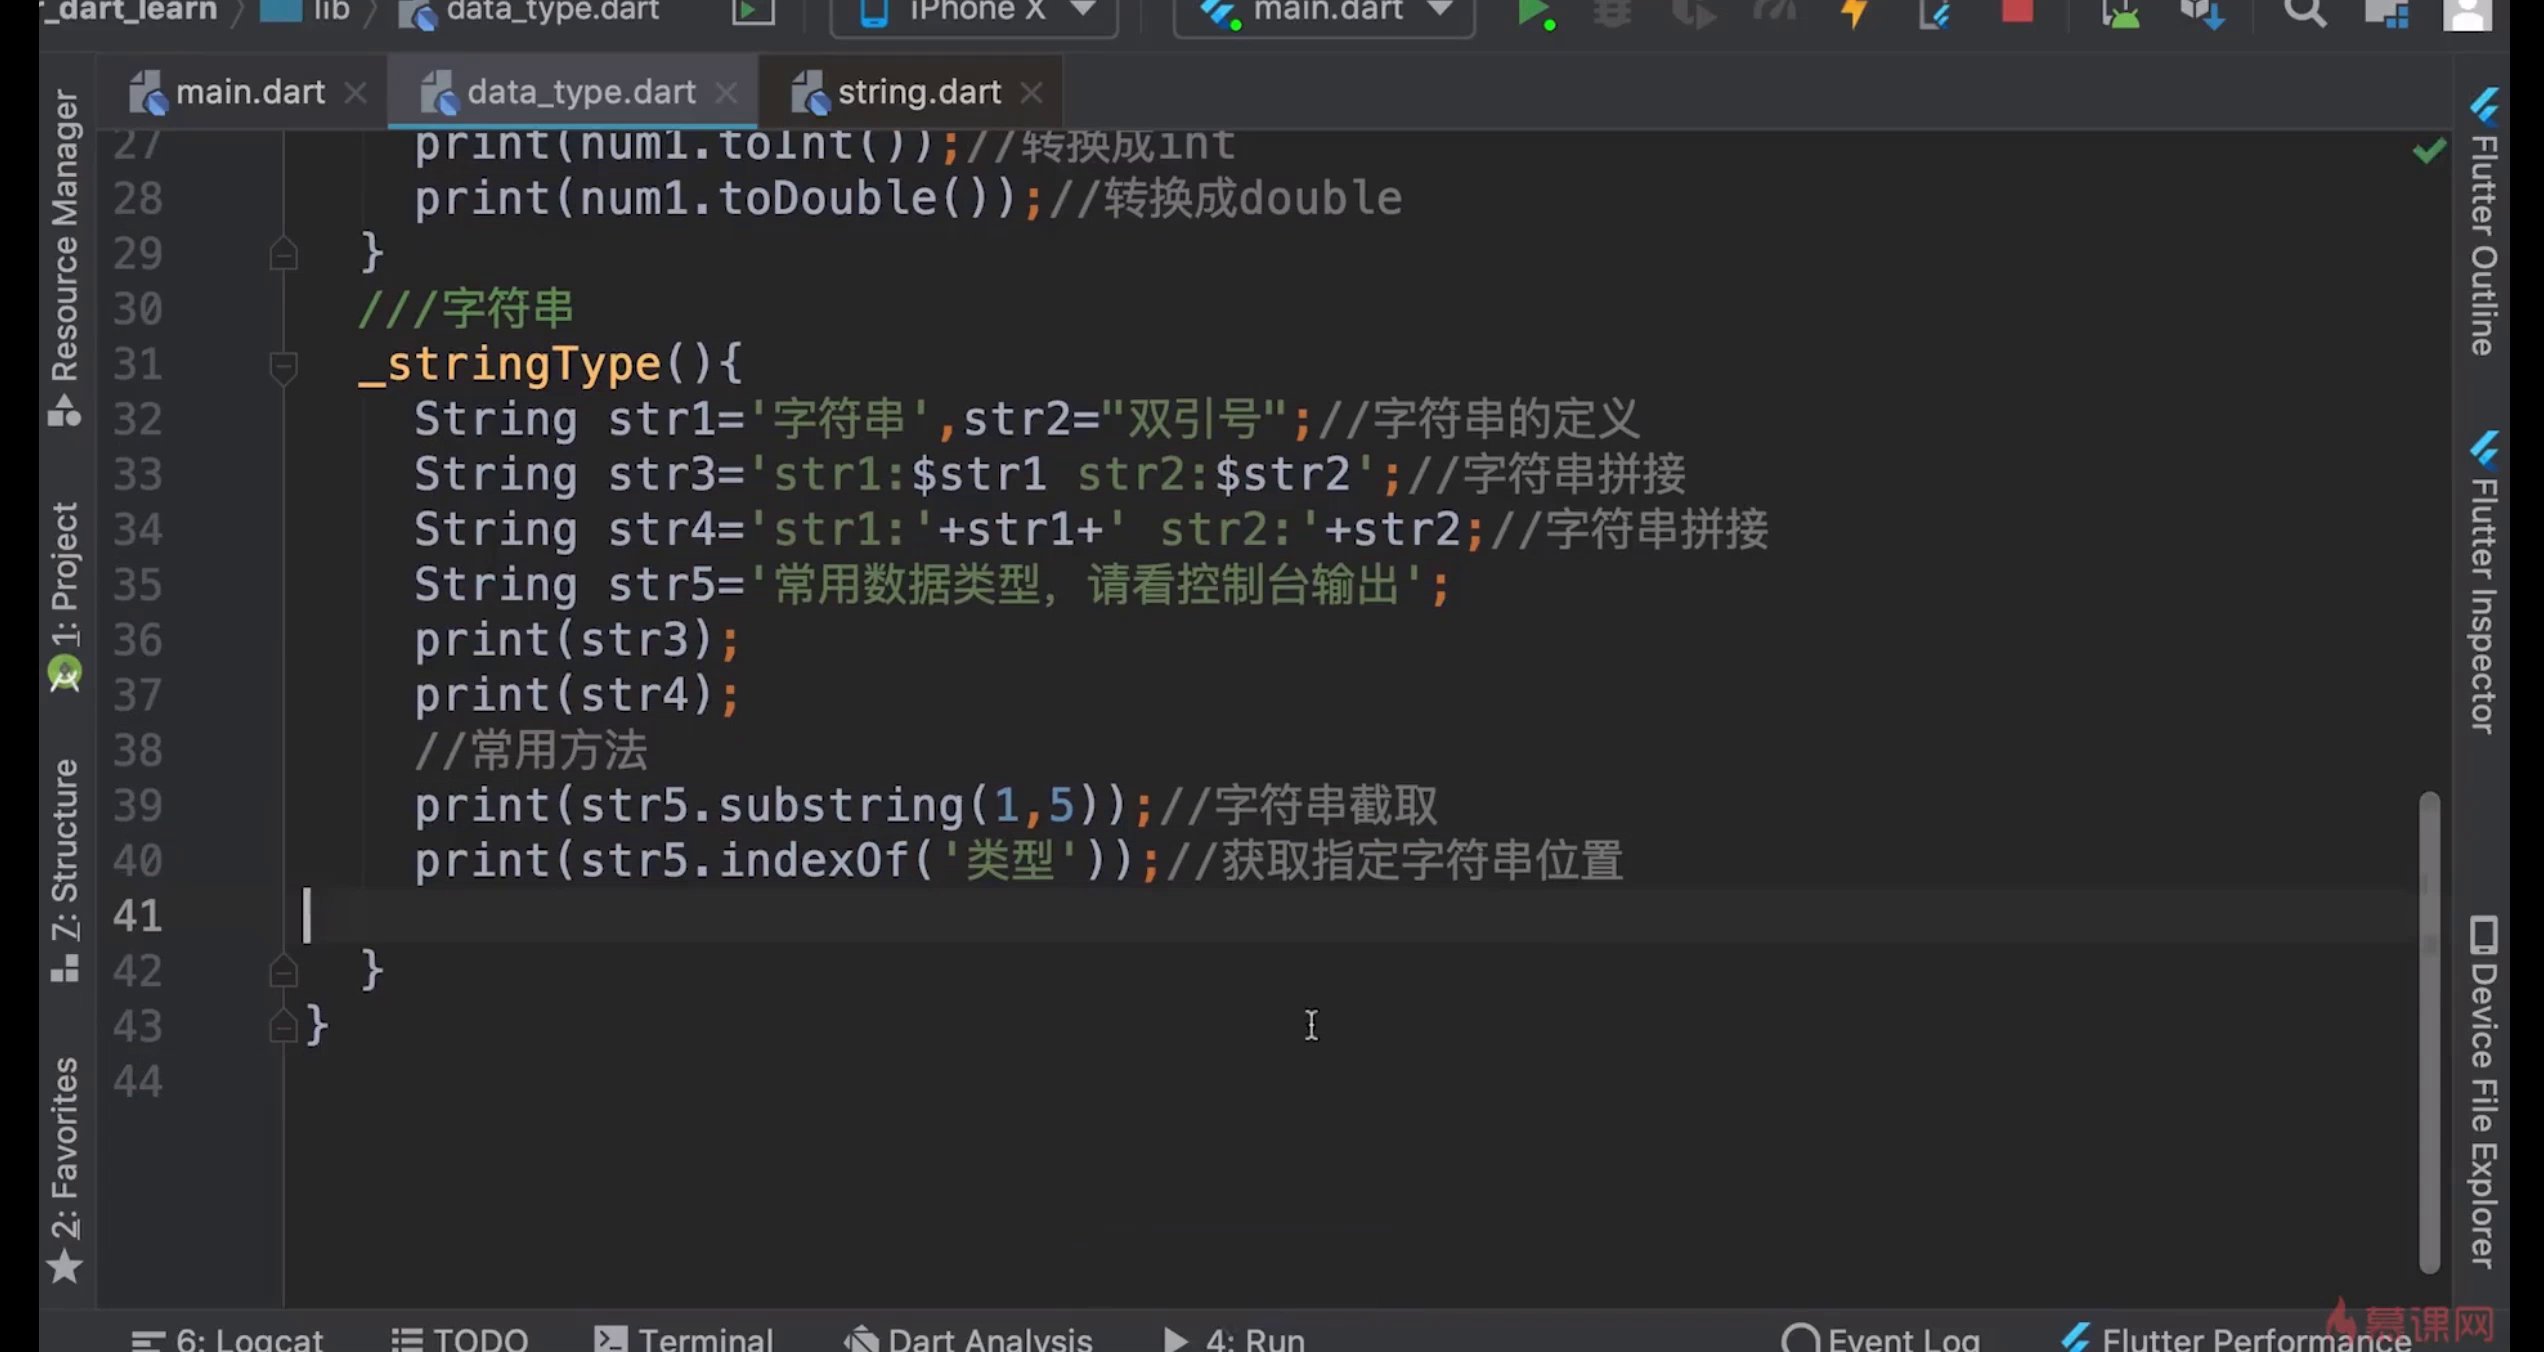 r_dart_learn lib data_type.dart iPhone X main.dart
main.dart data_type.dart string.dart
27 print(num1.toInt());//转换成int
28 print(num1.toDouble());//转换成double
29 }
30 ///字符串
31 _stringType(){
32 String str1='字符串',str2="双引号";//字符串的定义
33 String str3='str1:$str1 str2:$str2';//字符串拼接
34 String str4='str1:'+str1+' str2:'+str2;//字符串拼接
35 String str5='常用数据类型，请看控制台输出';
36 print(str3);
37 print(str4);
38 //常用方法
39 print(str5.substring(1,5));//字符串截取
40 print(str5.indexOf('类型'));//获取指定字符串位置
41
42 }
43 }
44
Resource Manager
1: Project
Z: Structure
2: Favorites
Flutter Outline
Flutter Inspector
Device File Explorer
6: Logcat TODO Terminal Dart Analysis 4: Run Event Log Flutter Performance
慕课网